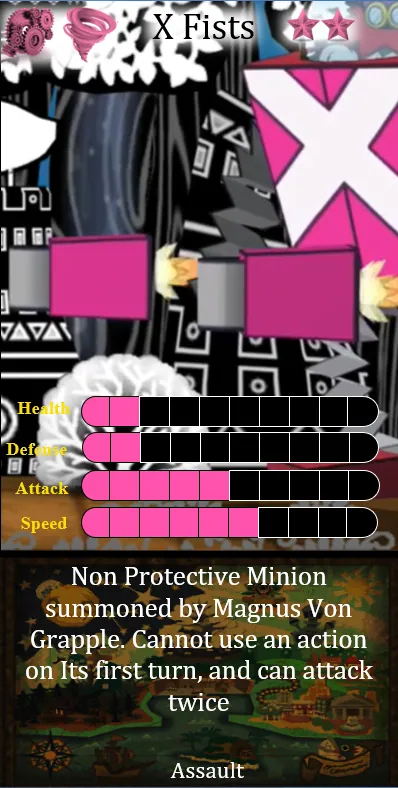 X Fists
Health
Defense
Attack
Speed
Non Protective Minion
summoned by Magnus Von
Grapple. Cannot use an action
on Its first turn, and can attack
twice
Assault